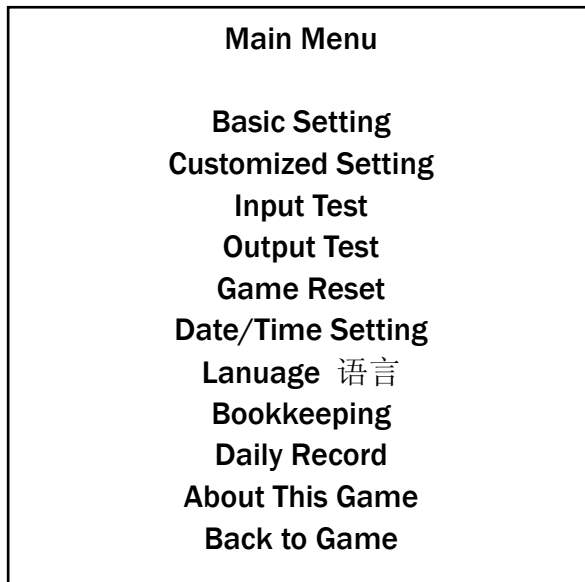 Main Menu
Basic Setting
Customized Setting
Input Test
Output Test
Game Reset
Date/Time Setting
Lanuage 语言
Bookkeeping
Daily Record
About This Game
Back to Game